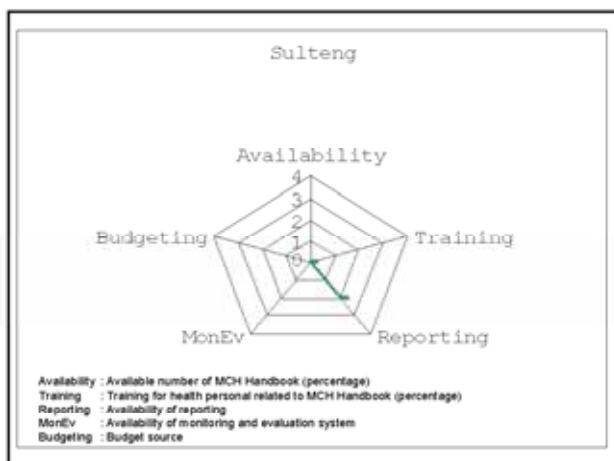 Sulteng
Availability
4
3
2
1
0
Budgeting
Training
MonEv
Reporting
Availability : Available number of MCH Handbook (percentage)
Training : Training for health personal related to MCH Handbook (percentage)
Reporting : Availability of reporting
MonEv : Availability of monitoring and evaluation system
Budgeting : Budget source